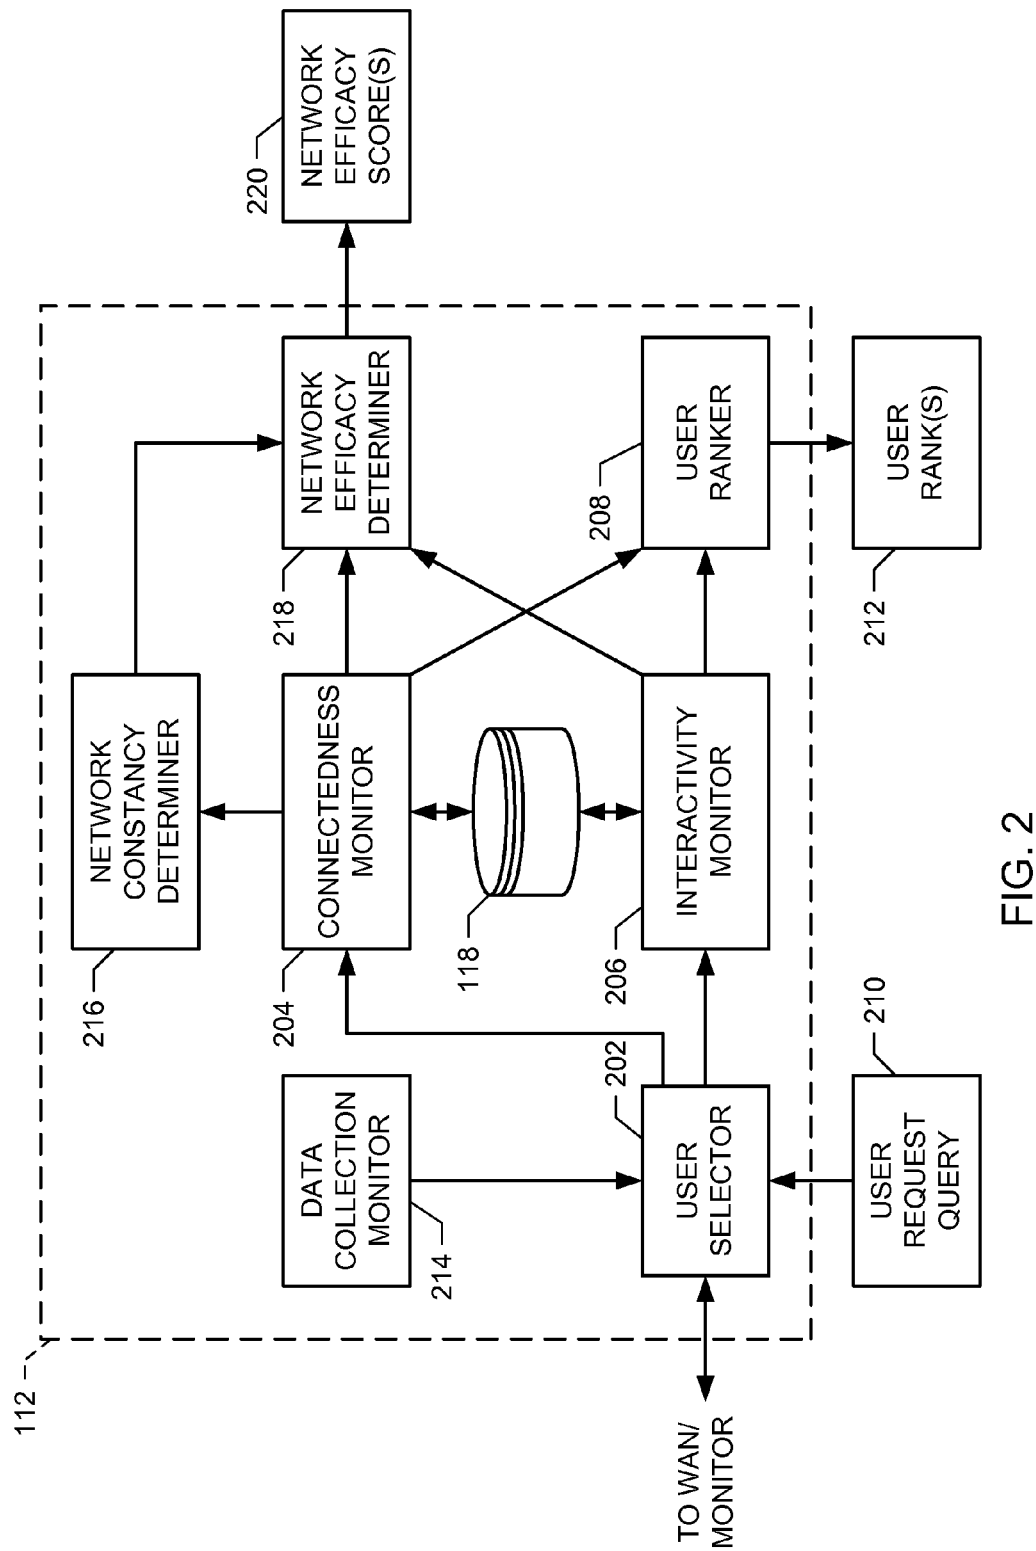 112
216
NETWORK
CONSTANCY
DETERMINER
220
NETWORK
EFFICACY
SCORE(S)
DATA
COLLECTION
MONITOR
214
204
CONNECTEDNESS
MONITOR
218
NETWORK
EFFICACY
DETERMINER
118
TO WAN/
MONITOR
202
USER
SELECTOR
206
INTERACTIVITY
MONITOR
208
USER
RANKER
210
USER
REQUEST
QUERY
212
USER
RANK(S)
FIG. 2